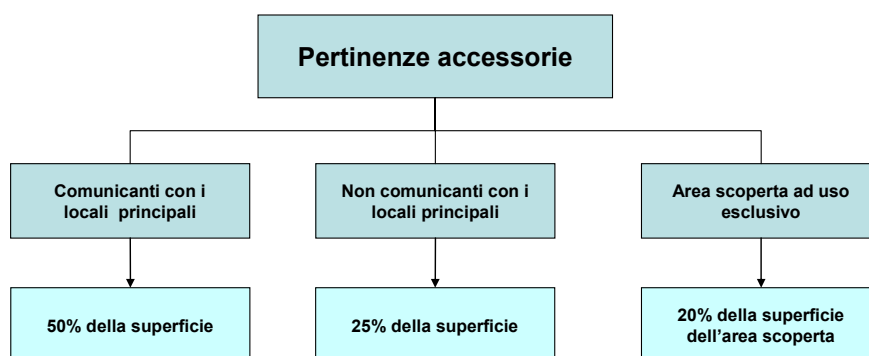 Pertinenze accessorie
Comunicanti con i
locali principali
Non comunicanti con i
locali principali
Area scoperta ad uso
esclusivo
50% della superficie
25% della superficie
20% della superficie
dell'area scoperta